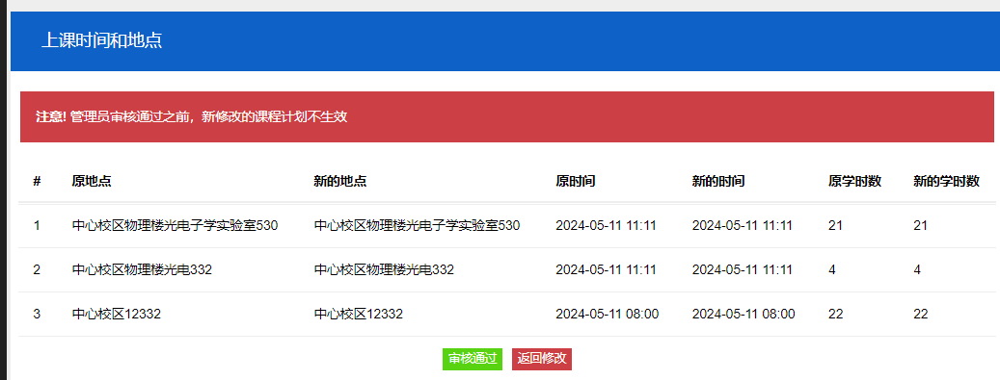 上课时间和地点
注意! 管理员审核通过之前，新修改的课程计划不生效
# 原地点 新的地点 原时间 新的时间 原学时数 新的学时数
1 中心校区物理楼光电子学实验室530 中心校区物理楼光电子学实验室530 2024-05-11 11:11 2024-05-11 11:11 21 21
2 中心校区物理楼光电332 中心校区物理楼光电332 2024-05-11 11:11 2024-05-11 11:11 4 4
3 中心校区12332 中心校区12332 2024-05-11 08:00 2024-05-11 08:00 22 22
审核通过 返回修改